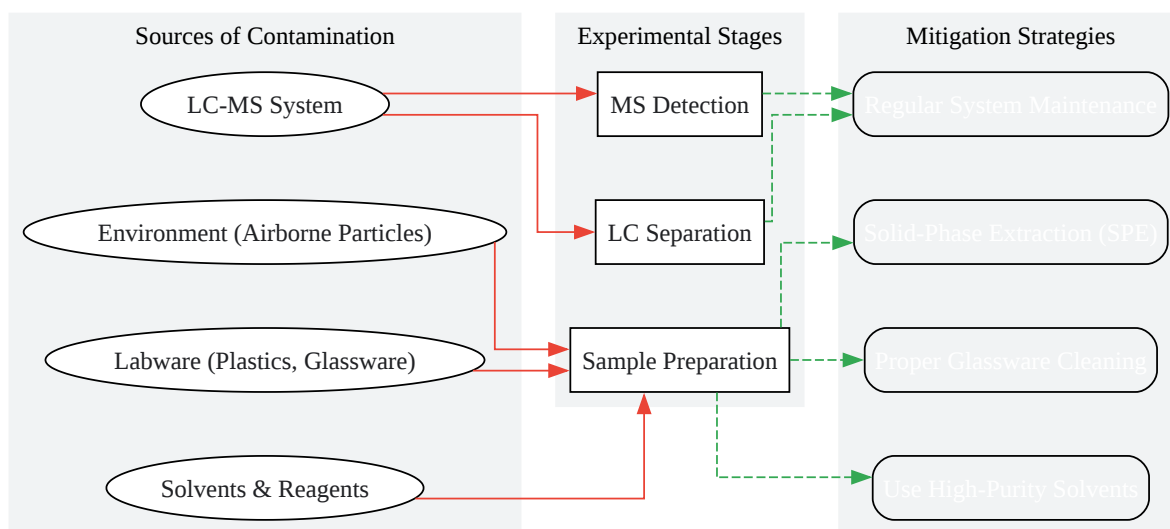 Sources of Contamination
Experimental Stages
Mitigation Strategies
LC-MS System
MS Detection
Regular System Maintenance
Environment (Airborne Particles)
LC Separation
Solid-Phase Extraction (SPE)
Labware (Plastics, Glassware)
Sample Preparation
Proper Glassware Cleaning
Solvents & Reagents
Use High-Purity Solvents